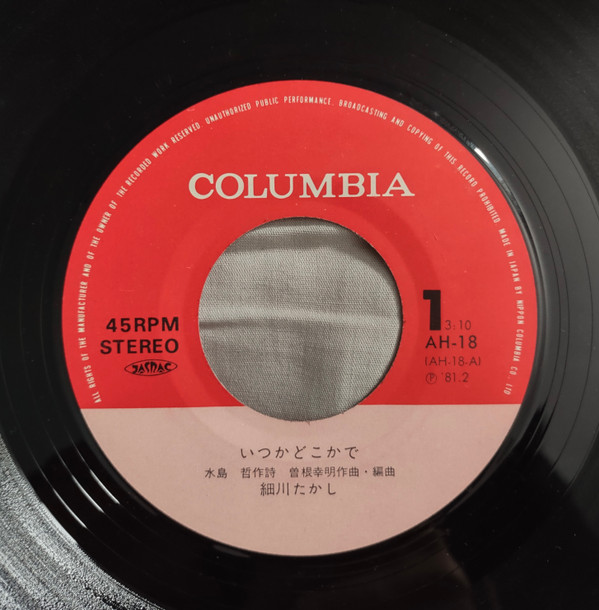 ALL RIGHTS OF THE MANUFACTURER AND OF THE OWNER OF THE RECORDED WORK RESERVED UNAUTHORIZED PUBLIC PERFORMANCE. BROADCASTING AND COPYING OF THIS RECORD PROHIBITED MADE IN JAPAN BY NIPPON COLUMBIA CO. LTD
COLUMBIA
45RPM
STEREO
JASRAC
1 3:10
AH-18
(AH-18-A)
Ⓟ '81.2
いつかどこかで
水島 哲作詩 曽根幸明作曲・編曲
細川たかし